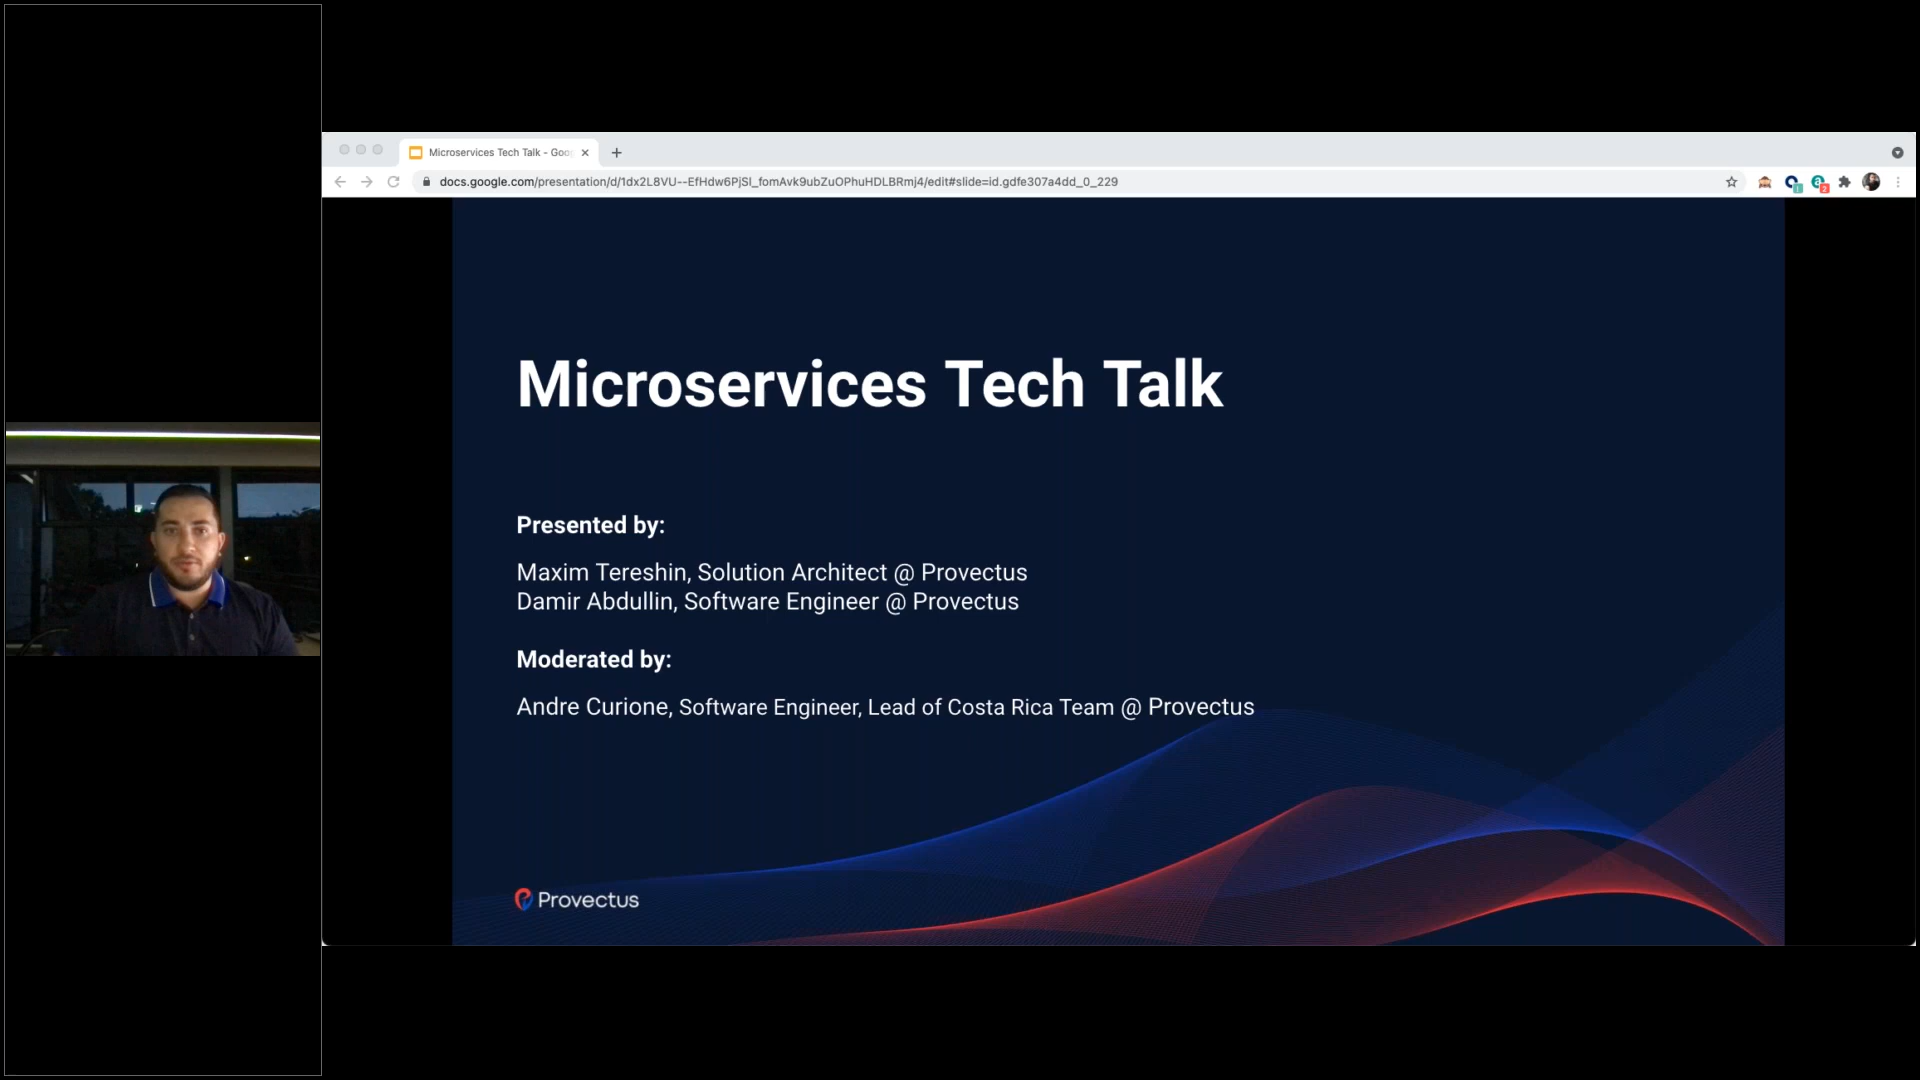 Microservices Tech Talk - Goo
docs.google.com/presentation/d/1dx2L8VU--EfHdw6PjSI_fomAvk9ubZuOPhuHDLBRmj4/edit#slide=id.gdfe307a4dd_0_229
2
Microservices Tech Talk
Presented by:
Maxim Tereshin, Solution Architect @ Provectus
Damir Abdullin, Software Engineer @ Provectus
Moderated by:
Andre Curione, Software Engineer, Lead of Costa Rica Team @ Provectus
Provectus